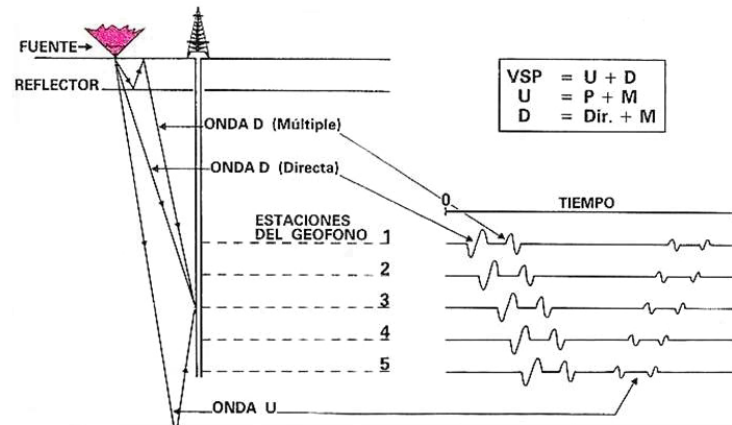 FUENTE
REFLECTOR
VSP = U + D
U = P + M
D = Dir. + M
ONDA D (Múltiple)
ONDA D (Directa)
0
TIEMPO
ESTACIONES
DEL GEOFONO
1
2
3
4
5
ONDA U